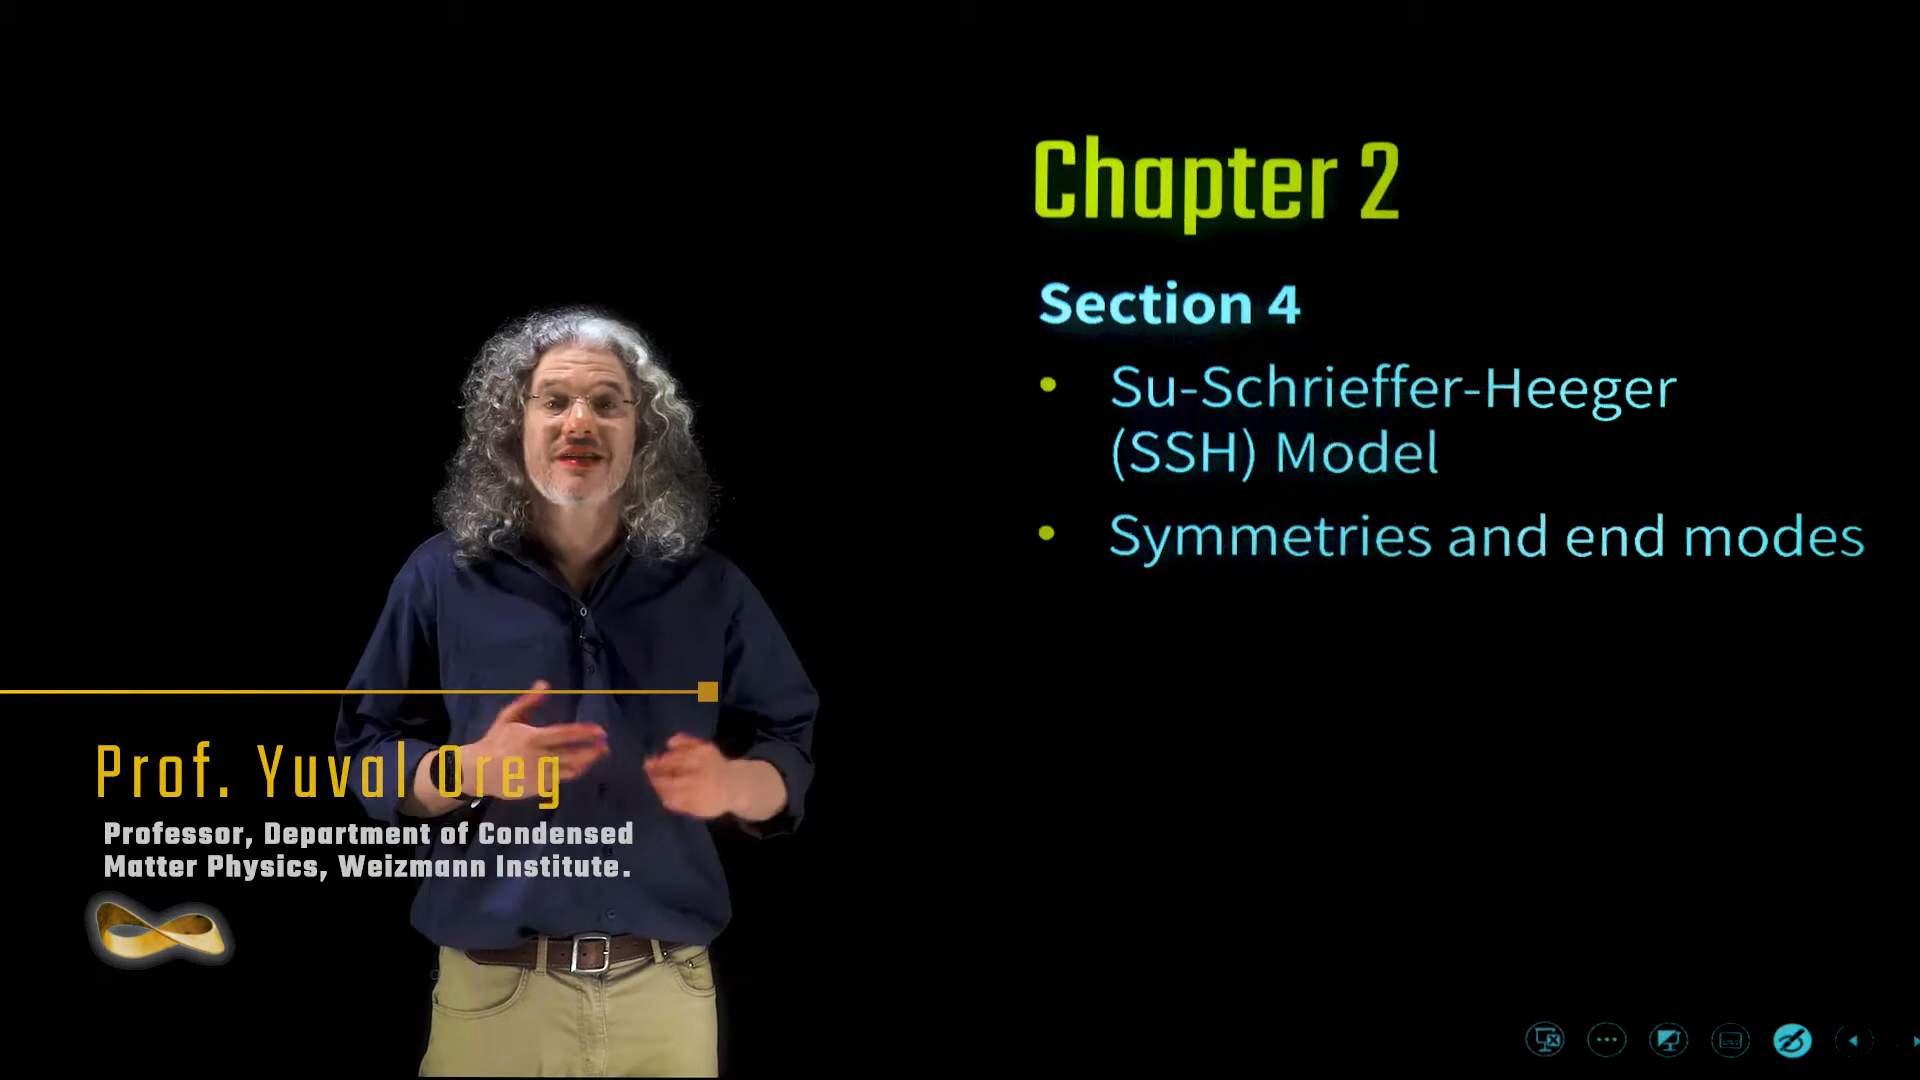 Chapter 2
Section 4
• Su-Schrieffer-Heeger
(SSH) Model
• Symmetries and end modes
Prof. Yuval Oreg
Professor, Department of Condensed
Matter Physics, Weizmann Institute.